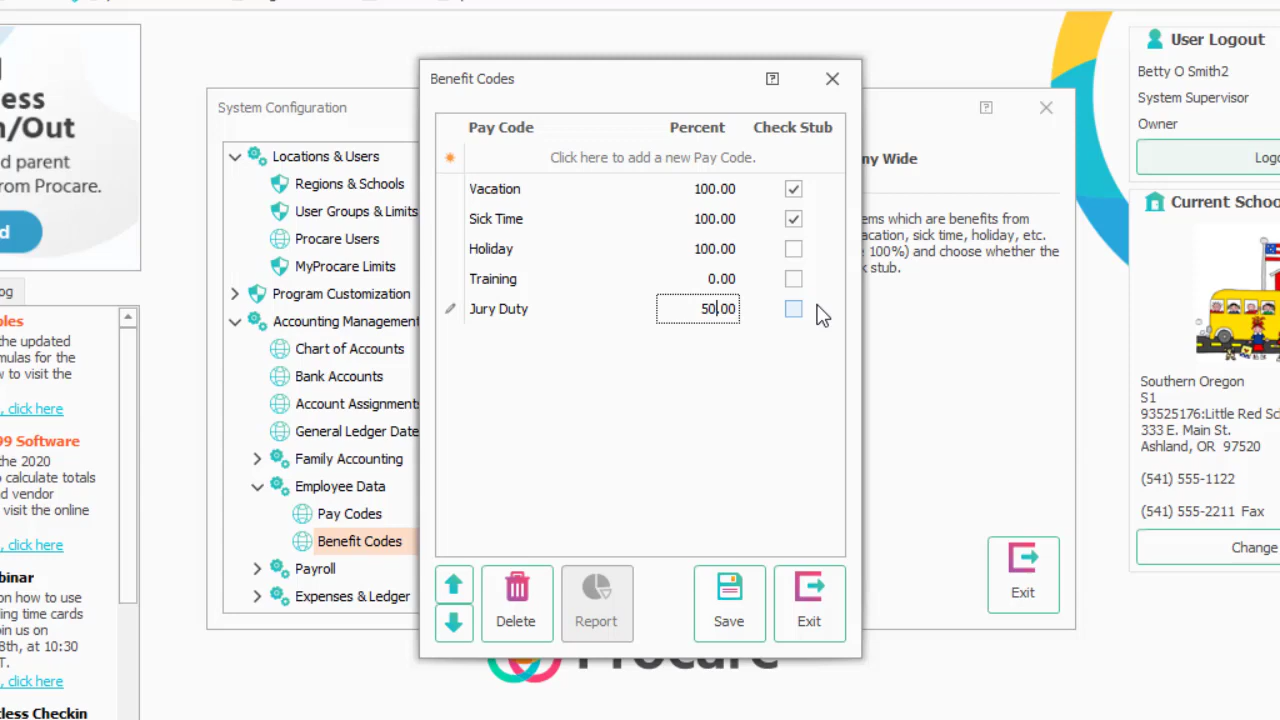 ess
n/Out
d parent
rom Procare.
d
og
ples
the updated
mulas for the
w to visit the
, click here
99 Software
the 2020
o calculate totals
d vendor
visit the online
, click here
binar
on how to use
ing time cards
oin us on
8th, at 10:30
T.
, click here
tless Checkin
System Configuration
Locations & Users
Regions & Schools
User Groups & Limits
Procare Users
MyProcare Limits
Program Customization
Accounting Management
Chart of Accounts
Bank Accounts
Account Assignments
General Ledger Date
Family Accounting
Employee Data
Pay Codes
Benefit Codes
Payroll
Expenses & Ledger
Benefit Codes
Pay Code Percent Check Stub
Click here to add a new Pay Code.
Vacation 100.00
Sick Time 100.00
Holiday 100.00
Training 0.00
Jury Duty 50.00
Delete
Report
Save
Exit
ny Wide
ems which are benefits from
acation, sick time, holiday, etc.
e 100%) and choose whether the
k stub.
Exit
Procare
User Logout
Betty O Smith2
System Supervisor
Owner
Logo
Current Schoo
Southern Oregon
S1
93525176:Little Red Sc
333 E. Main St.
Ashland, OR 97520
(541) 555-1122
(541) 555-2211 Fax
Change